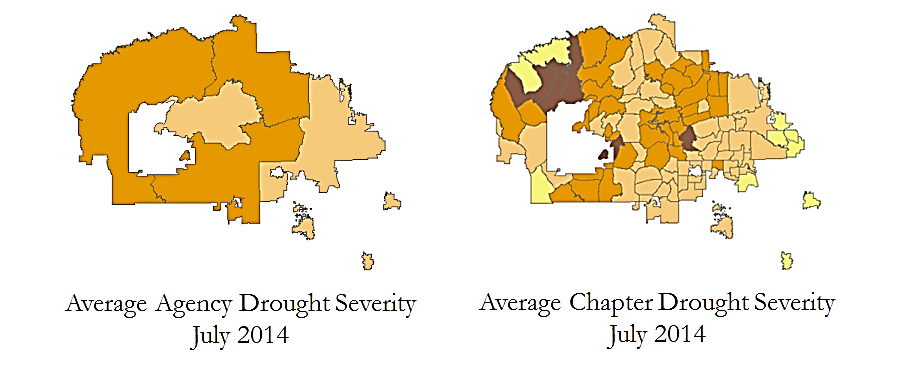 Average Agency Drought Severity
July 2014
Average Chapter Drought Severity
July 2014